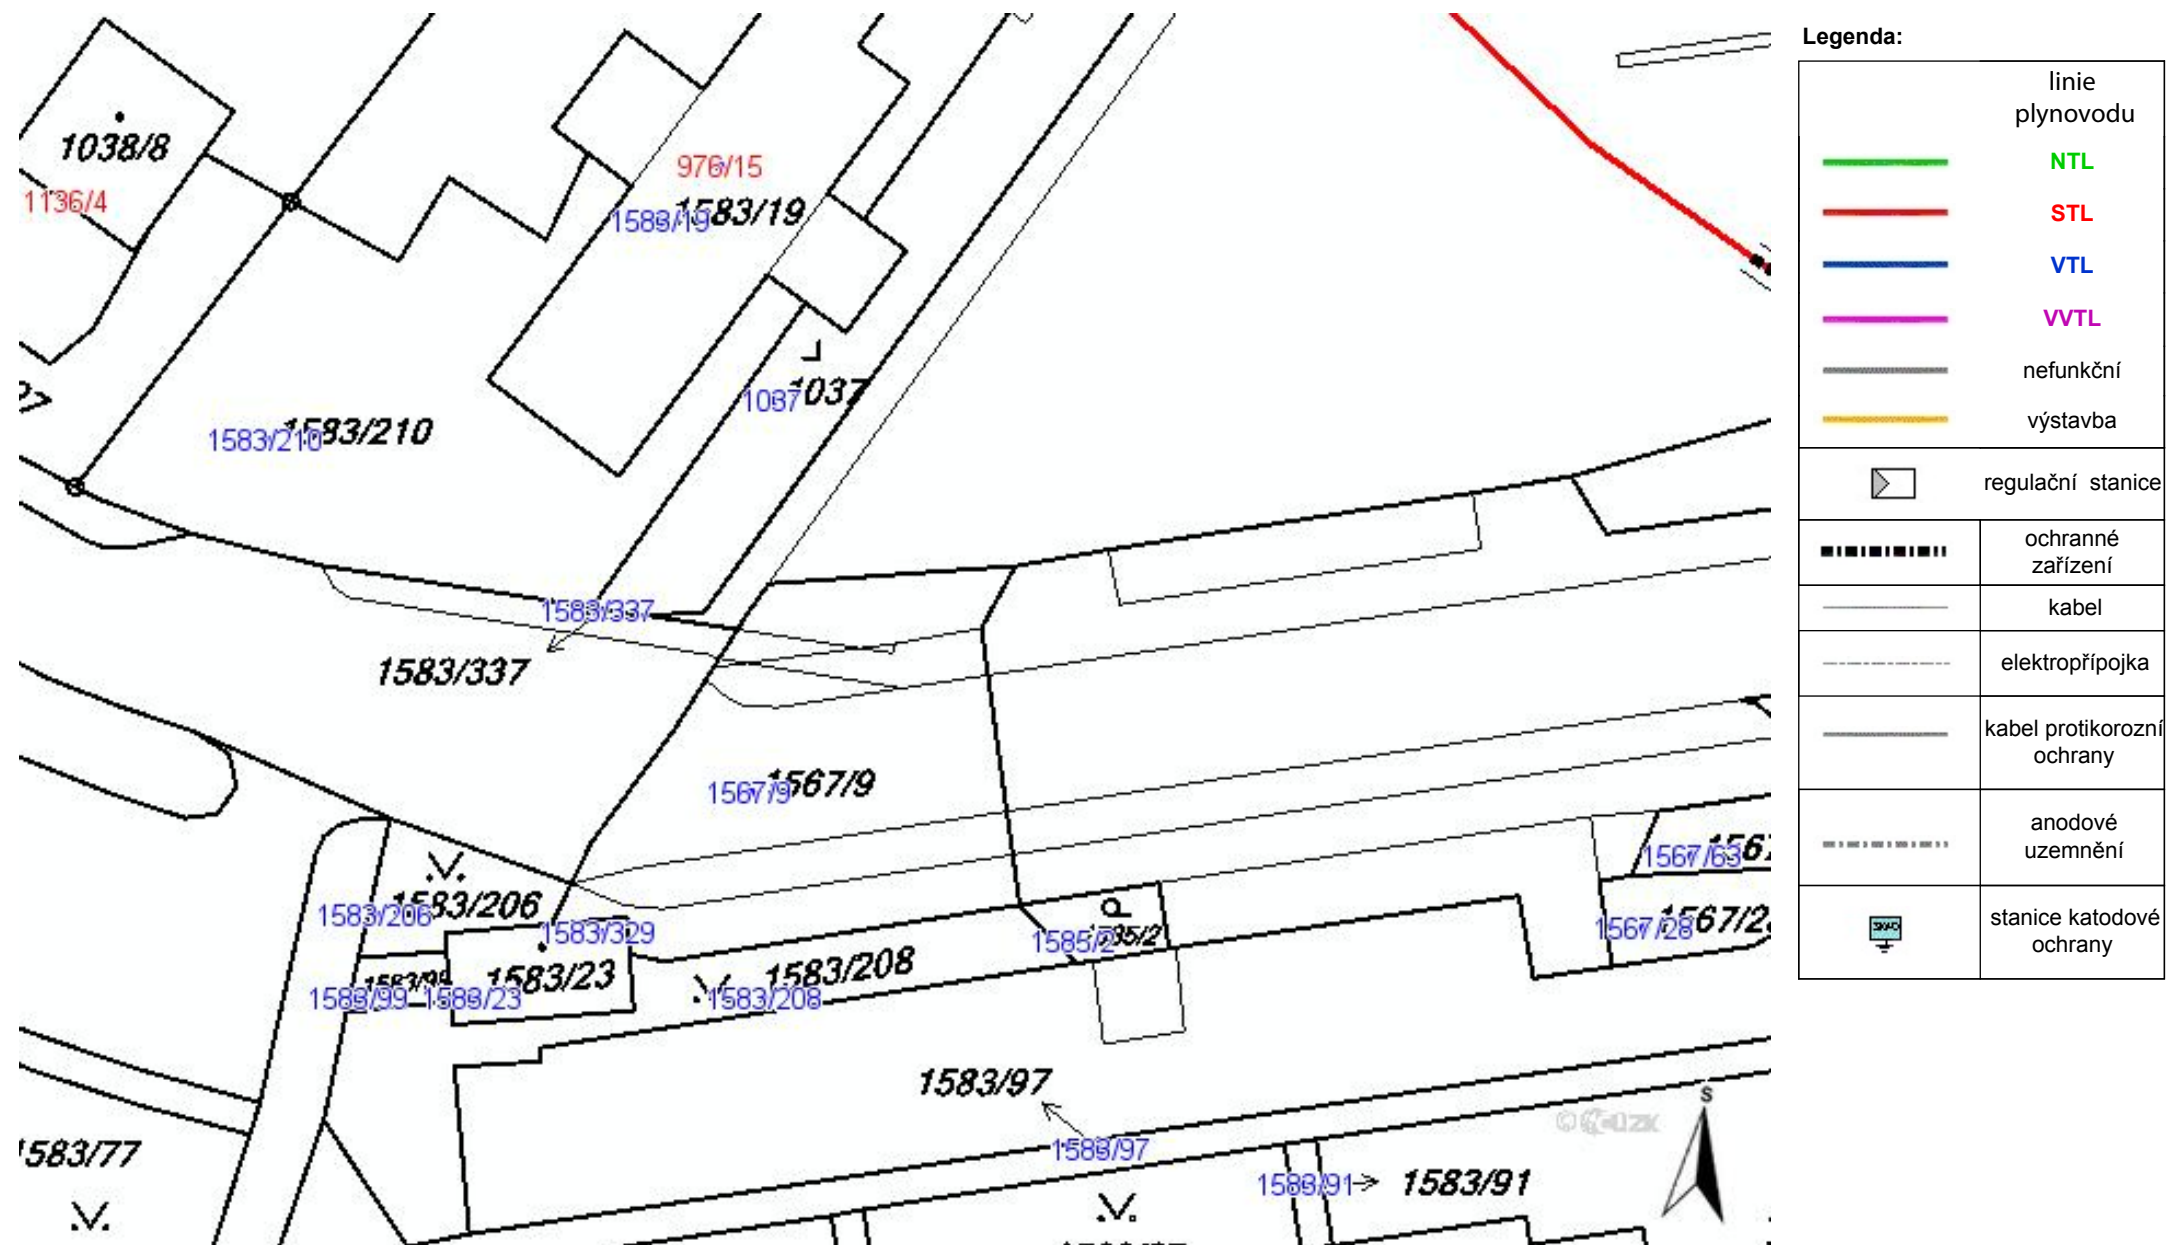 Legenda:
linie
plynovodu
NTL
STL
VTL
VVTL
nefunkční
výstavba
regulační stanice
ochranné
zařízení
kabel
elektropřípojka
kabel protikorozní
ochrany
anodové
uzemnění
stanice katodové
ochrany
1038/8
1136/4
976/15
1583/19
1583/19
1037
1037
1583/210
1583/210
1583/337
1583/337
1567/9
1567/9
1567/63
1583/206
1583/206
1583/329
1567/28
1585/2
P
1583/208
1583/208
1583/23
1583/99
1583/99
1583/23
1583/97
1583/97
S
1583/77
1583/91
1583/91